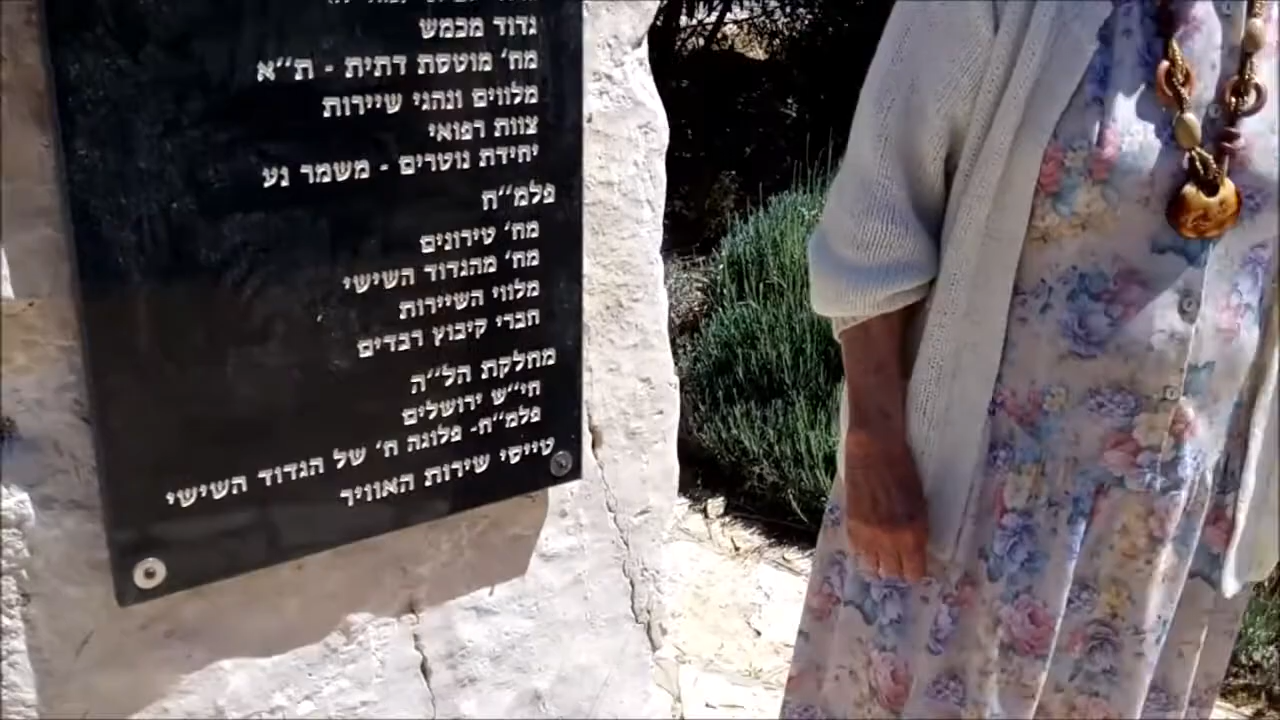 גדוד מכמש
מח' מוטסת דתית - ת''א
מלווים ונהגי שיירות
צוות רפואי
יחידת נוטרים - משמר נע
פלמ''ח
מח' טירונים
מח' מהגדוד השישי
מלווי השיירות
חברי קיבוץ רבדים
מחלקת הל''ה
חי''ש ירושלים
פלמ''ח- פלוגה ח' של הגדוד השישי
טייסי שירות האוויר